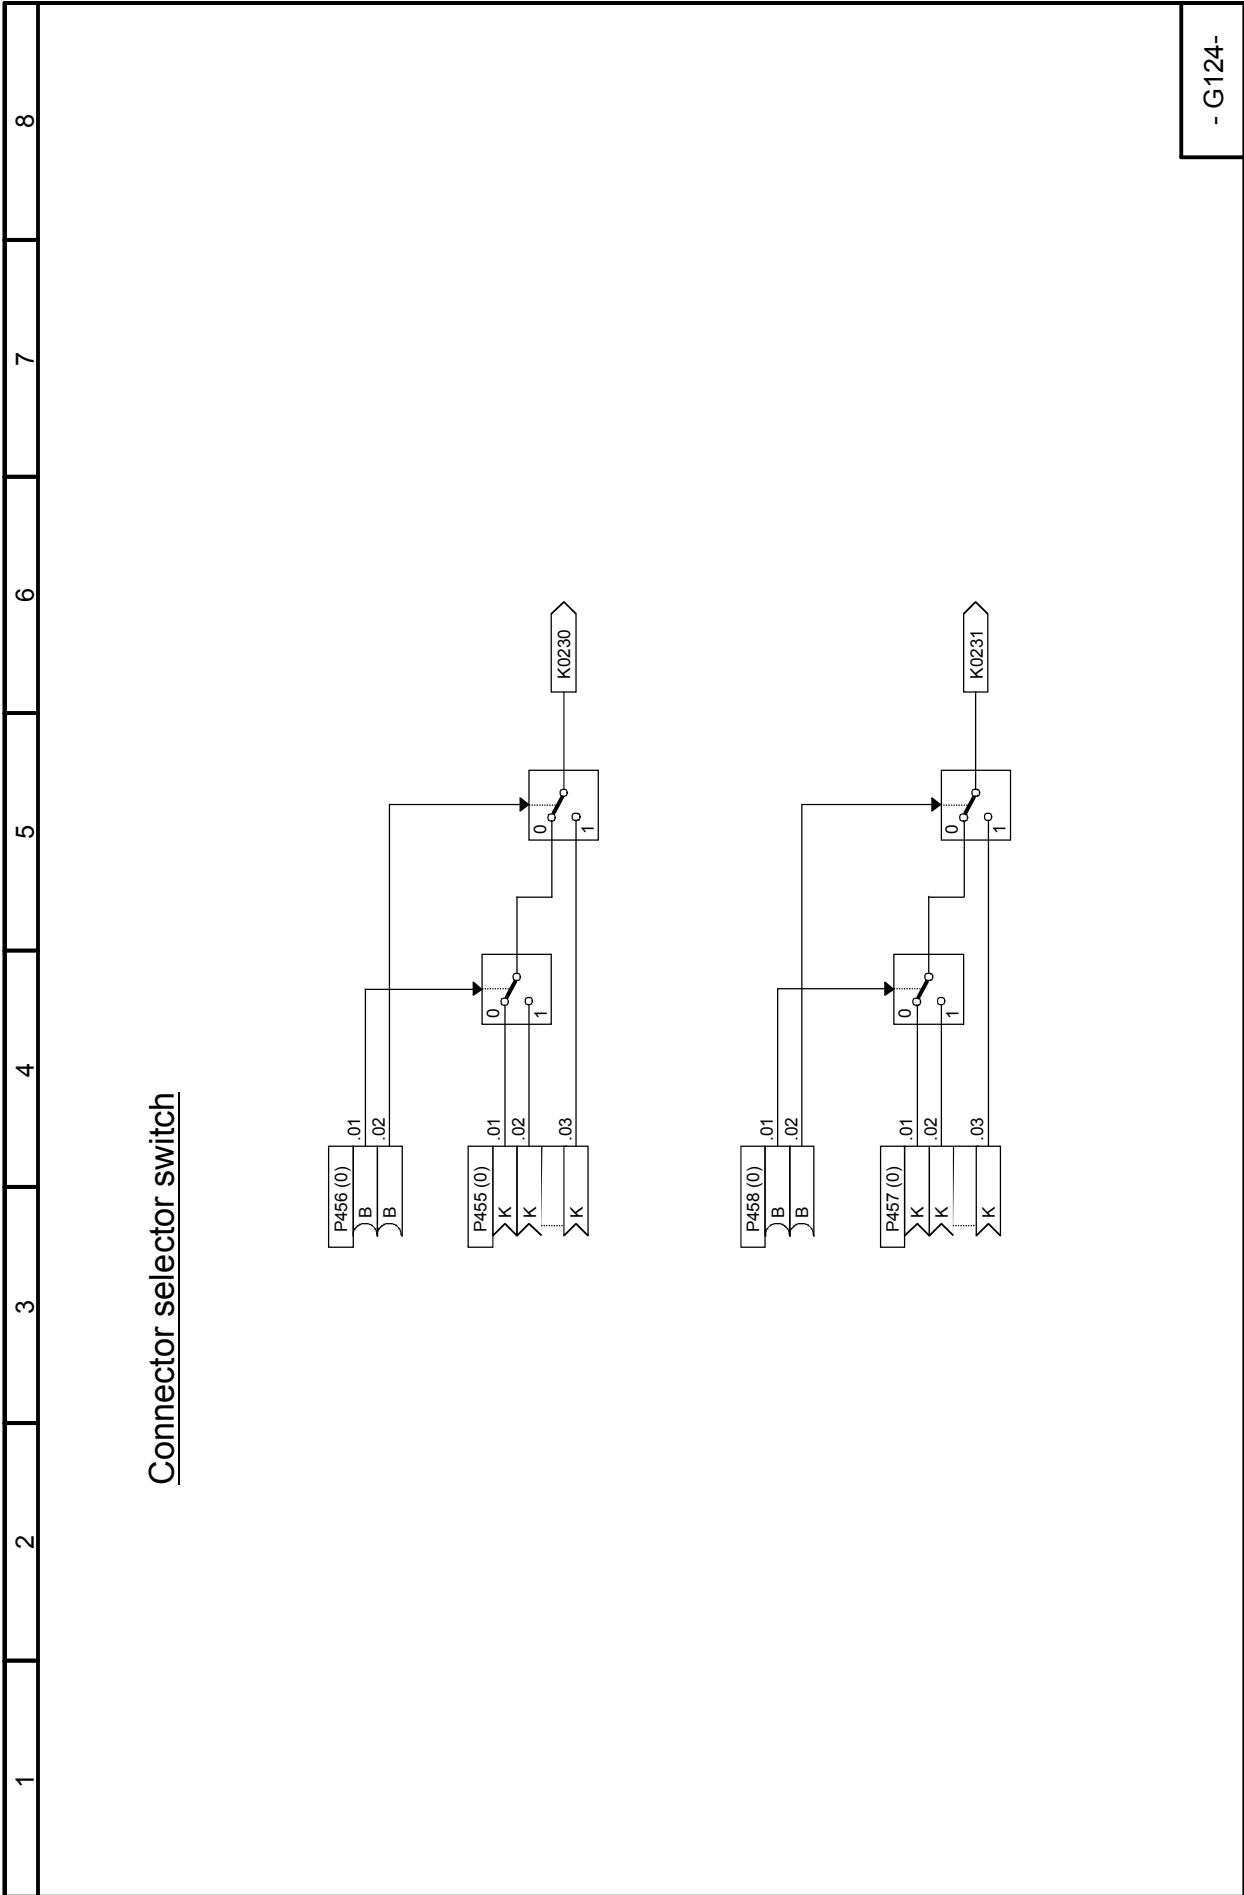 1 2 3 4 5 6 7 8
Connector selector switch
P456 (0)
B .01
B .02
P455 (0)
K .01
K .02
K .03
0
1
0
1
K0230
P458 (0)
B .01
B .02
P457 (0)
K .01
K .02
K .03
0
1
0
1
K0231
- G124-